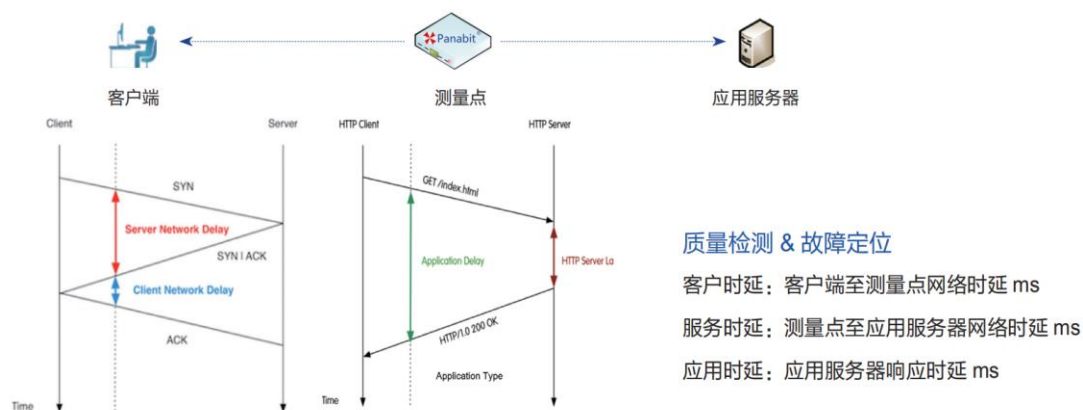 Panabit
客户端
测量点
应用服务器
Client
Server
HTTP Client
HTTP Server
SYN
GET /index.html
Server Network Delay
SYN I ACK
Application Delay
HTTP Server La
Client Network Delay
ACK
HTTP/1.0 200 OK
Application Type
Time
Time
质量检测 & 故障定位
客户时延：客户端至测量点网络时延 ms
服务时延：测量点至应用服务器网络时延 ms
应用时延：应用服务器响应时延 ms